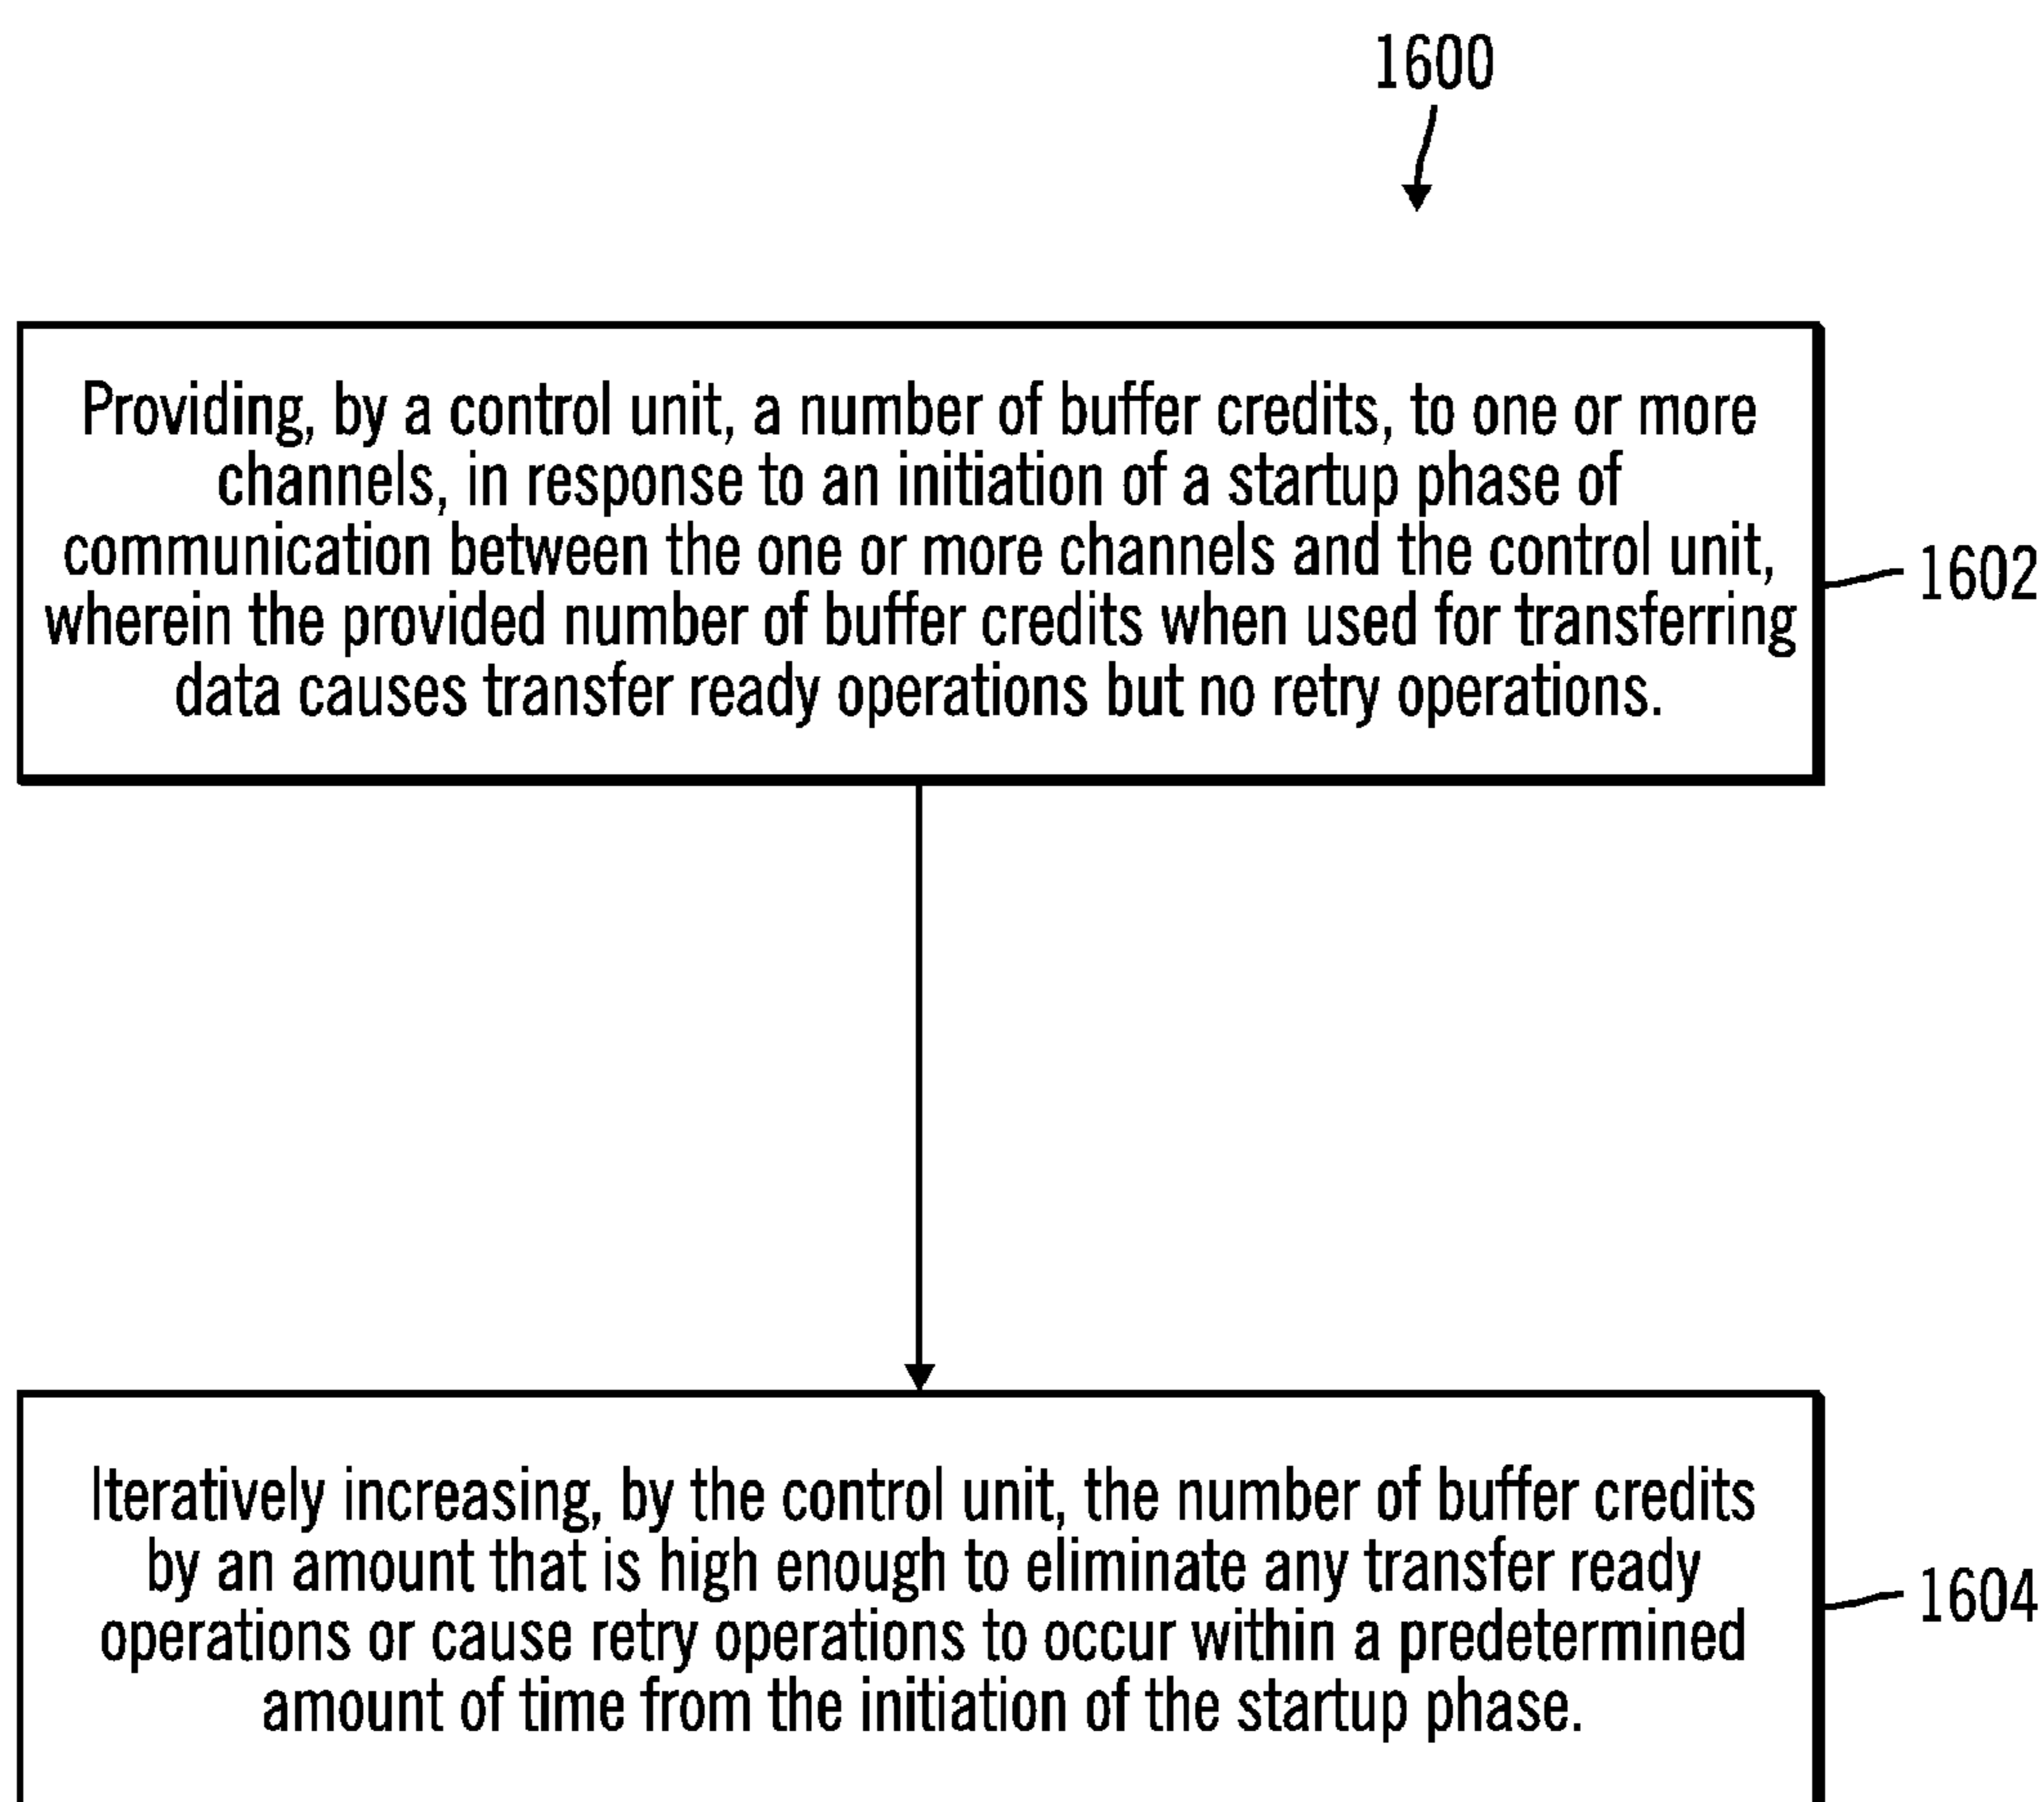 1600
Providing, by a control unit, a number of buffer credits, to one or more
channels, in response to an initiation of a startup phase of
communication between the one or more channels and the control unit,
wherein the provided number of buffer credits when used for transferring
data causes transfer ready operations but no retry operations.
1602
Iteratively increasing, by the control unit, the number of buffer credits
by an amount that is high enough to eliminate any transfer ready
operations or cause retry operations to occur within a predetermined
amount of time from the initiation of the startup phase.
1604